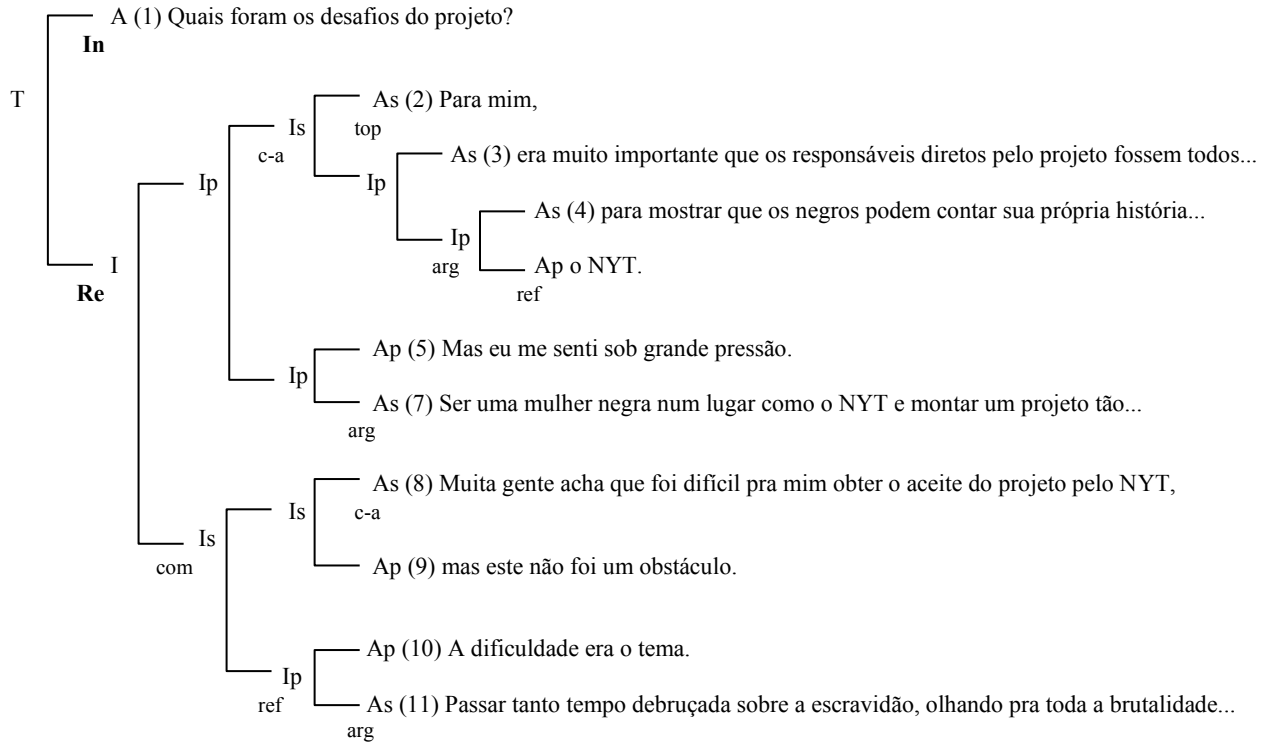 A (1) Quais foram os desafios do projeto?
In
T
As (2) Para mim,
Is
top
c-a
As (3) era muito importante que os responsáveis diretos pelo projeto fossem todos...
Ip
Ip
As (4) para mostrar que os negros podem contar sua própria história...
Ip
arg
Ap o NYT.
I
Re
ref
Ap (5) Mas eu me senti sob grande pressão.
Ip
As (7) Ser uma mulher negra num lugar como o NYT e montar um projeto tão...
arg
As (8) Muita gente acha que foi difícil pra mim obter o aceite do projeto pelo NYT,
Is
c-a
Is
com
Ap (9) mas este não foi um obstáculo.
Ap (10) A dificuldade era o tema.
Ip
ref
As (11) Passar tanto tempo debruçada sobre a escravidão, olhando pra toda a brutalidade...
arg